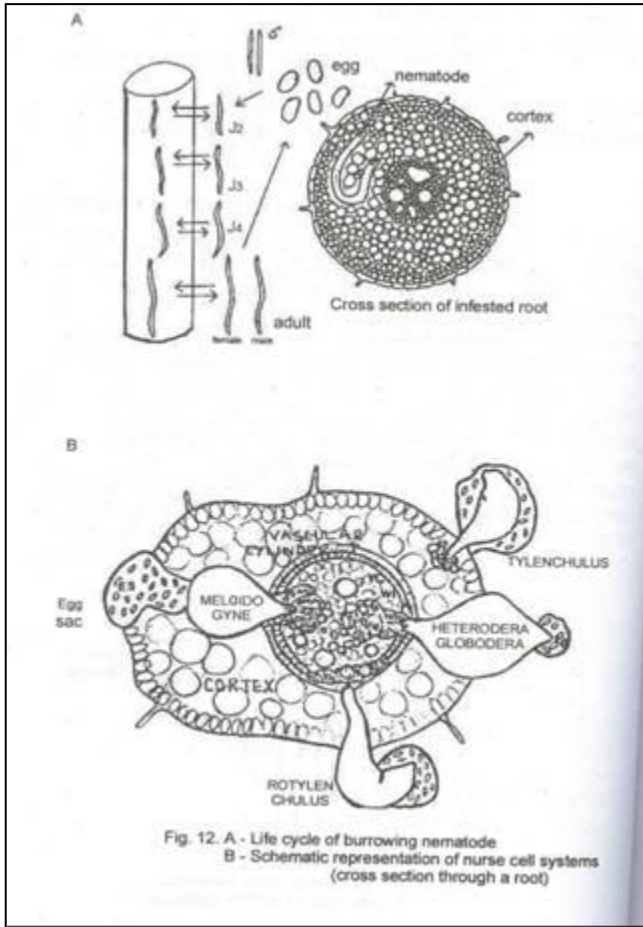 A
♂
egg
nematode
cortex
J2
J3
J4
adult
female male
Cross section of infested root
B
VASCULAR
CYLINDER
TYLENCHULUS
ES
Egg
sac
MELOIDO
GYNE
HETERODERA
GLOBODERA
CORTEX
ROTYLEN
CHULUS
Fig. 12. A - Life cycle of burrowing nematode
B - Schematic representation of nurse cell systems
(cross section through a root)